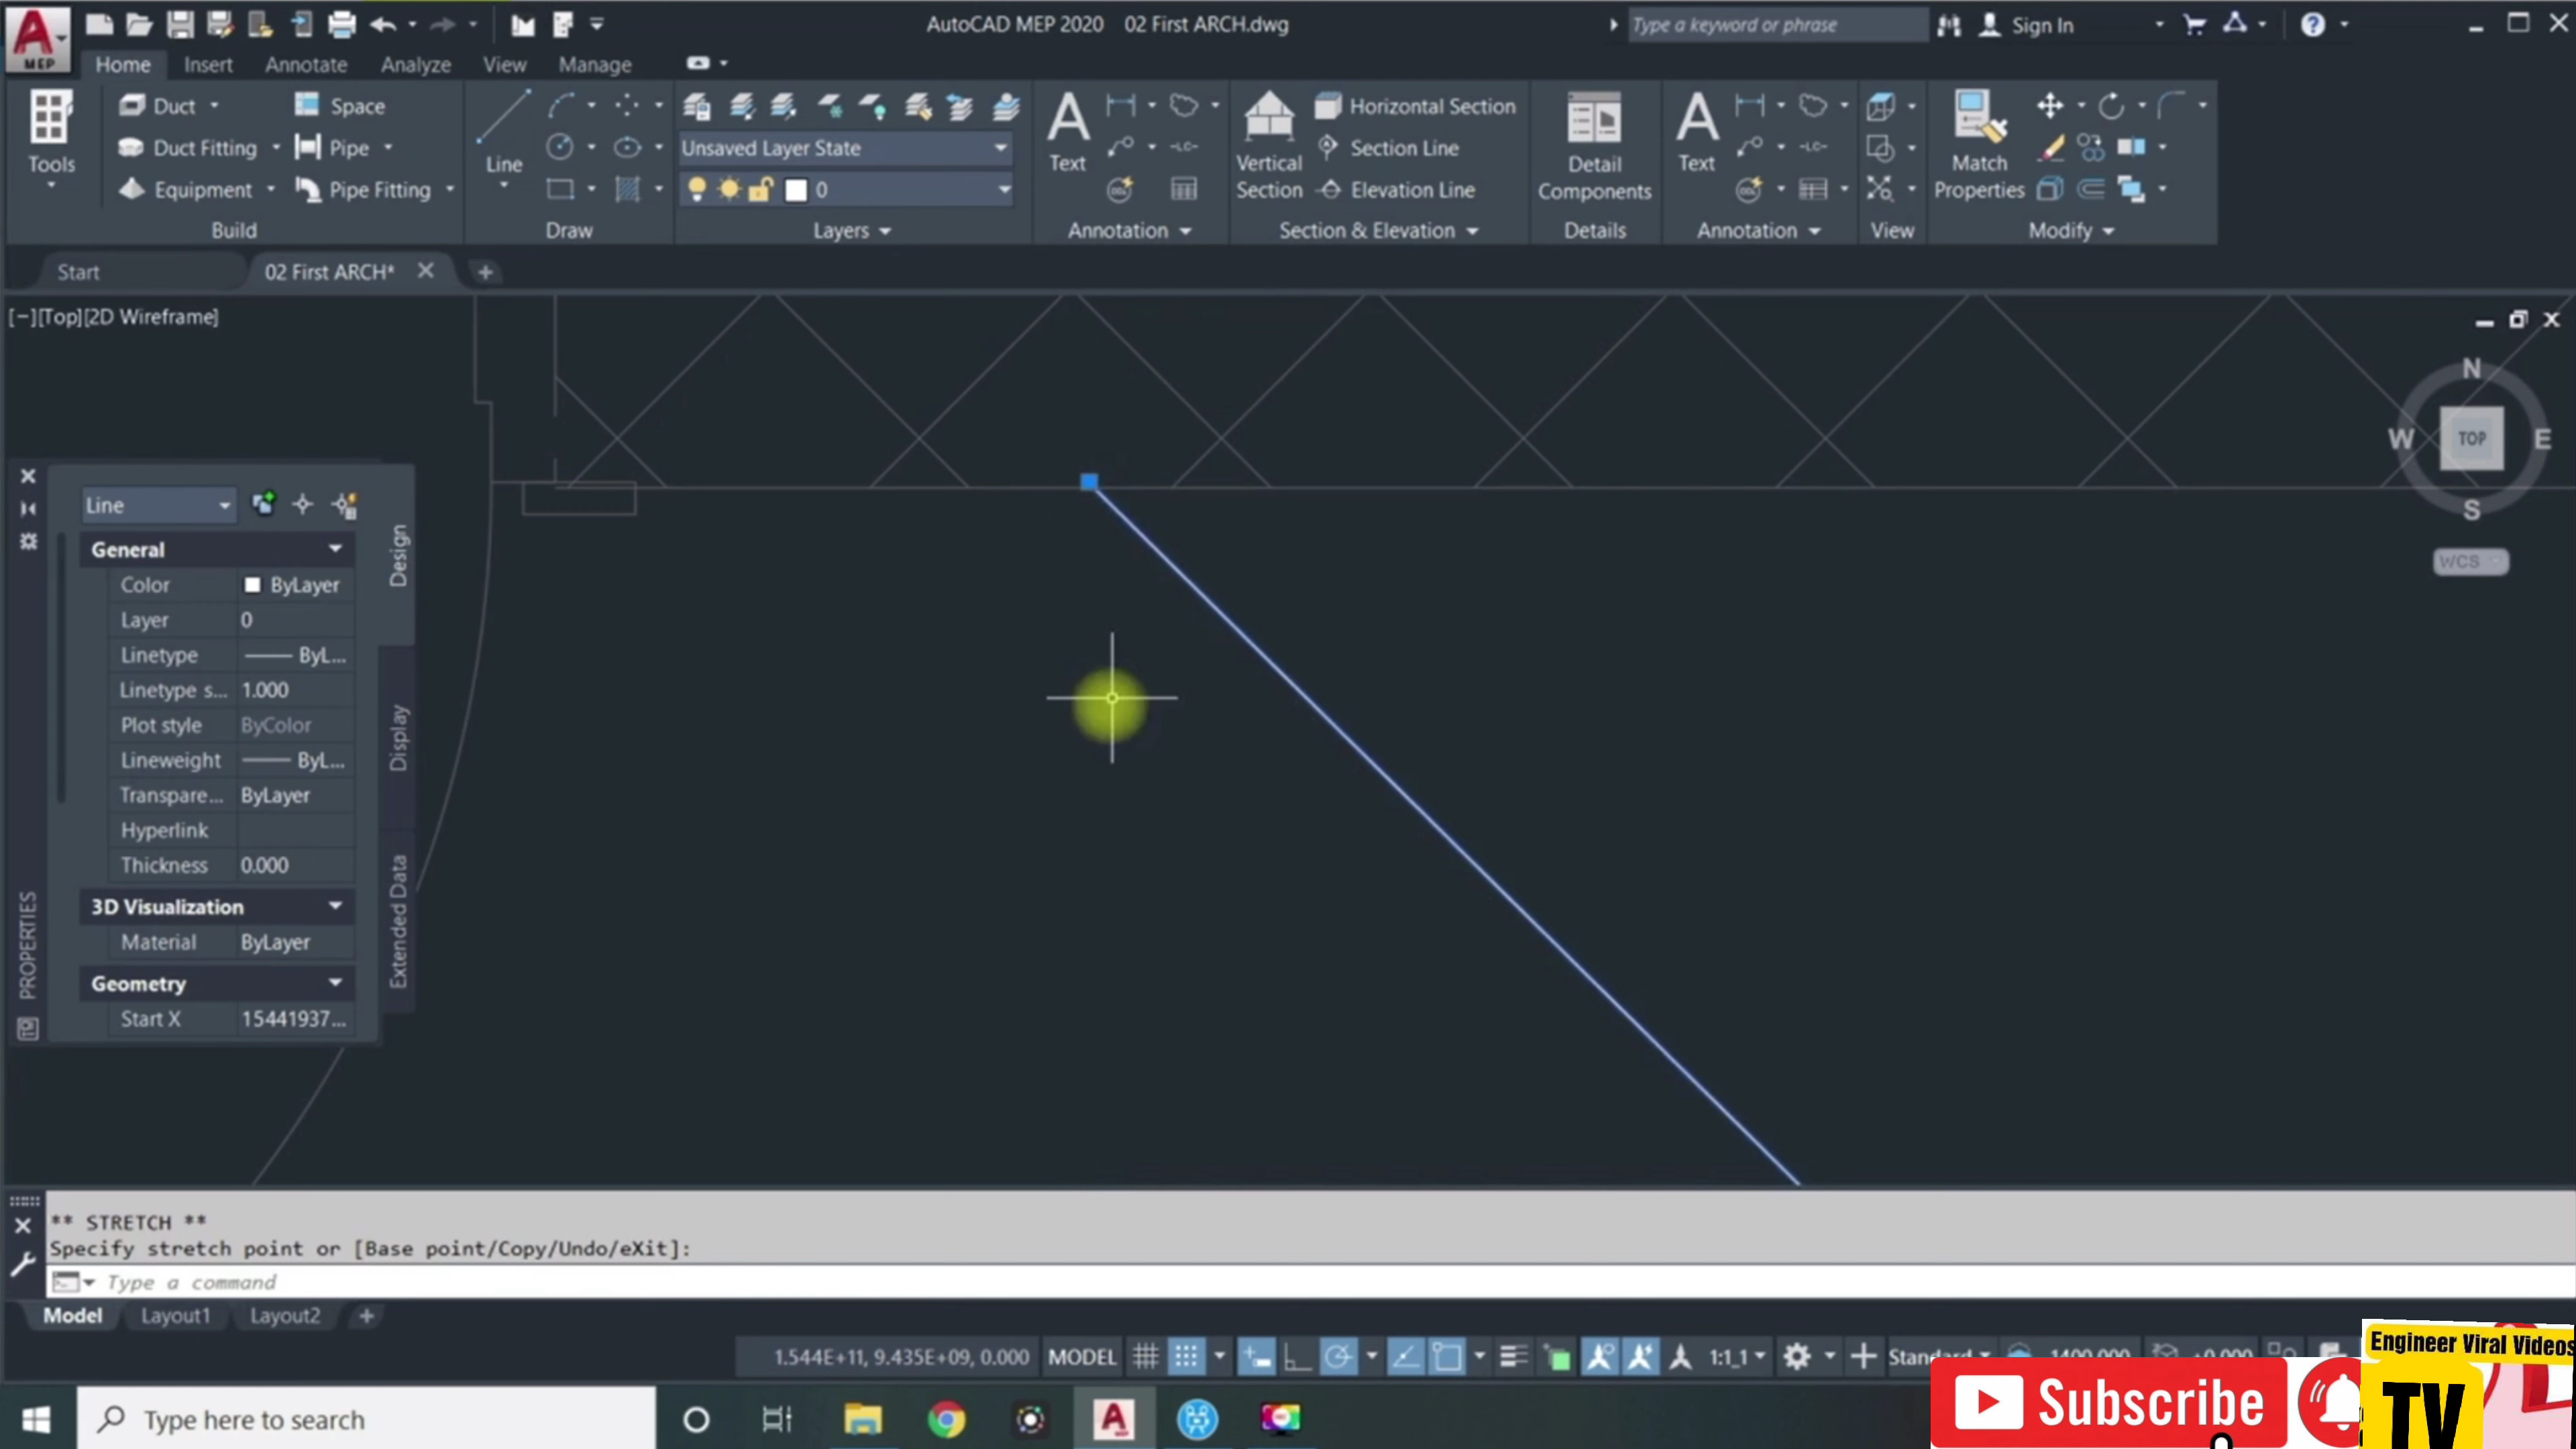 AutoCAD MEP 2020 02 First ARCH.dwg
Type a keyword or phrase
Sign In
MEP
Home Insert Annotate Analyze View Manage
Tools
Duct
Space
Duct Fitting
Pipe
Equipment
Pipe Fitting
Build
Line
Draw
Unsaved Layer State
0
Layers
Text
Annotation
Vertical
Section
Horizontal Section
Section Line
Elevation Line
Section & Elevation
Detail
Components
Details
Text
Annotation
View
Match
Properties
Modify
Start
02 First ARCH*
[−][Top][2D Wireframe]
N
W TOP E
S
WCS
Line
General
Color ByLayer
Layer 0
Linetype ByL...
Linetype s... 1.000
Plot style ByColor
Lineweight ByL...
Transpare... ByLayer
Hyperlink
Thickness 0.000
3D Visualization
Material ByLayer
Geometry
Start X 15441937...
Design
Display
Extended Data
PROPERTIES
** STRETCH **
Specify stretch point or [Base point/Copy/Undo/eXit]:
Type a command
Model Layout1 Layout2
1.544E+11, 9.435E+09, 0.000 MODEL
1:1_1
Standard
Type here to search
Subscribe
Engineer Viral Videos
TV